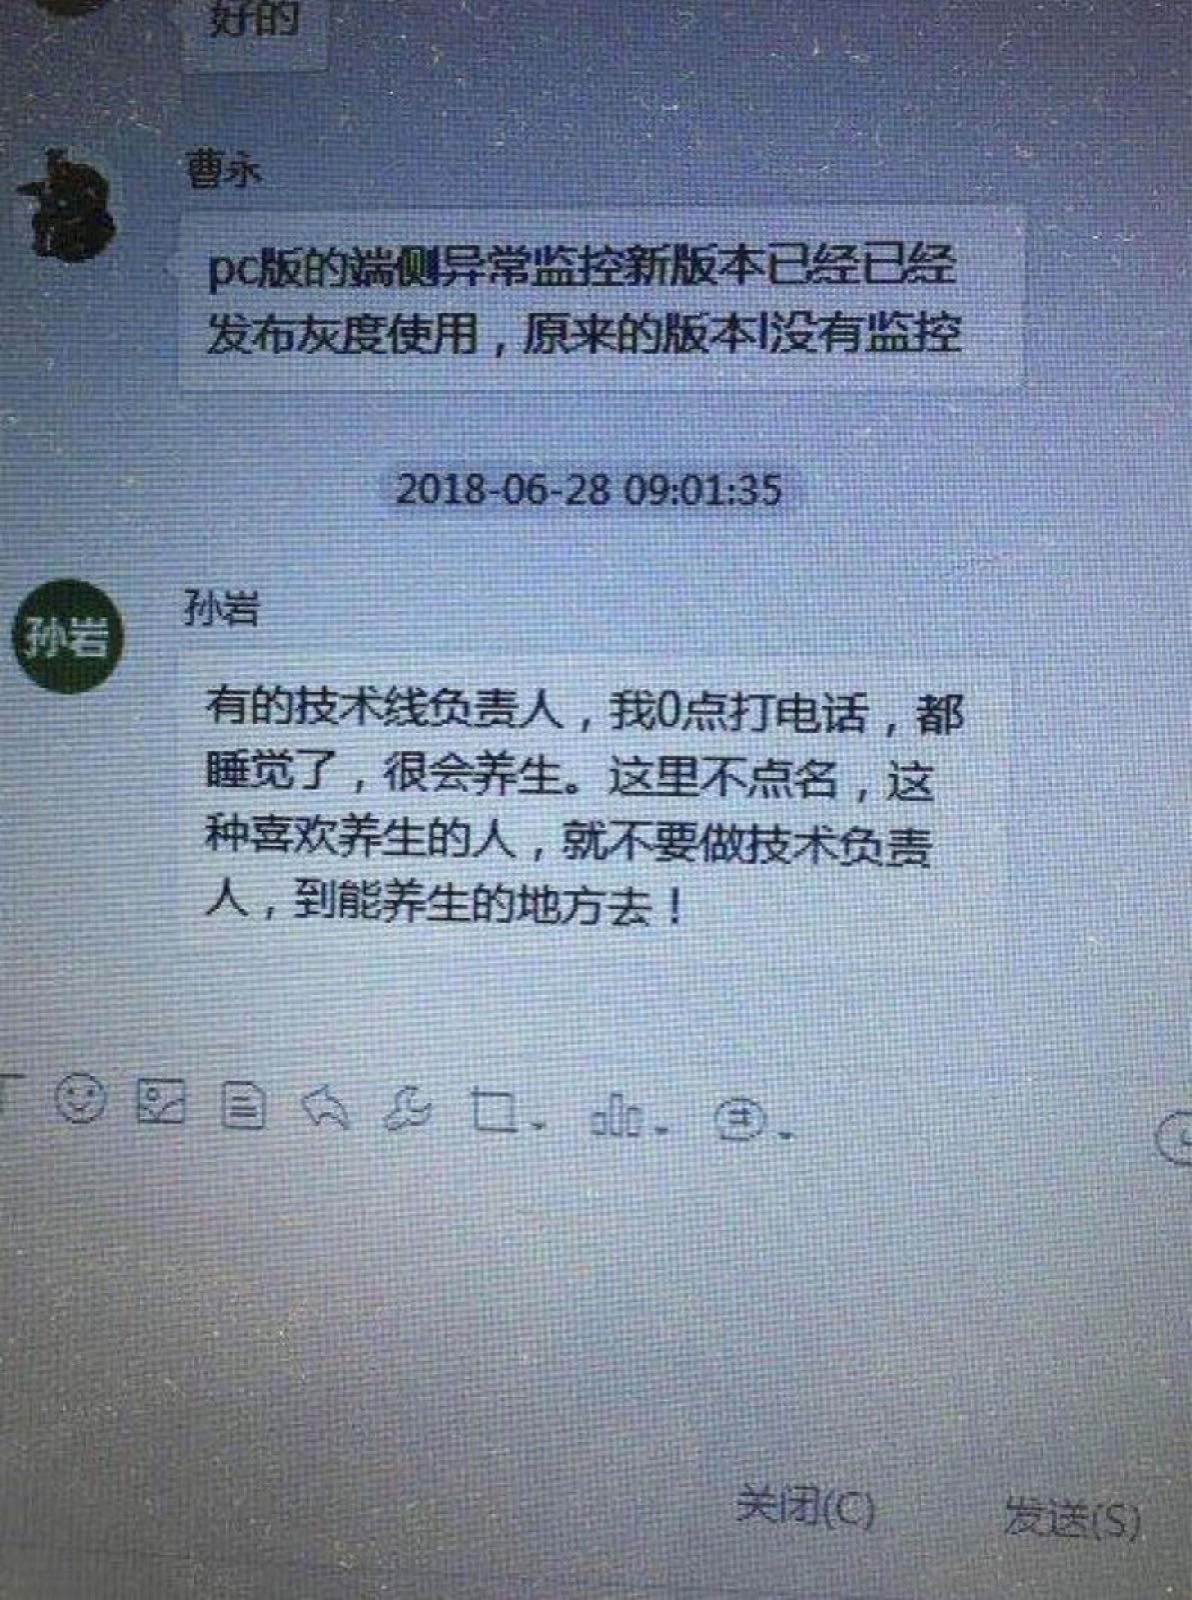 好的
曹永
pc版的端侧异常监控新版本已经已经
发布灰度使用，原来的版本l没有监控
2018-06-28 09:01:35
孙岩
孙岩
有的技术线负责人，我0点打电话，都
睡觉了，很会养生。这里不点名，这
种喜欢养生的人，就不要做技术负责
人，到能养生的地方去！
关闭(C)
发送(S)